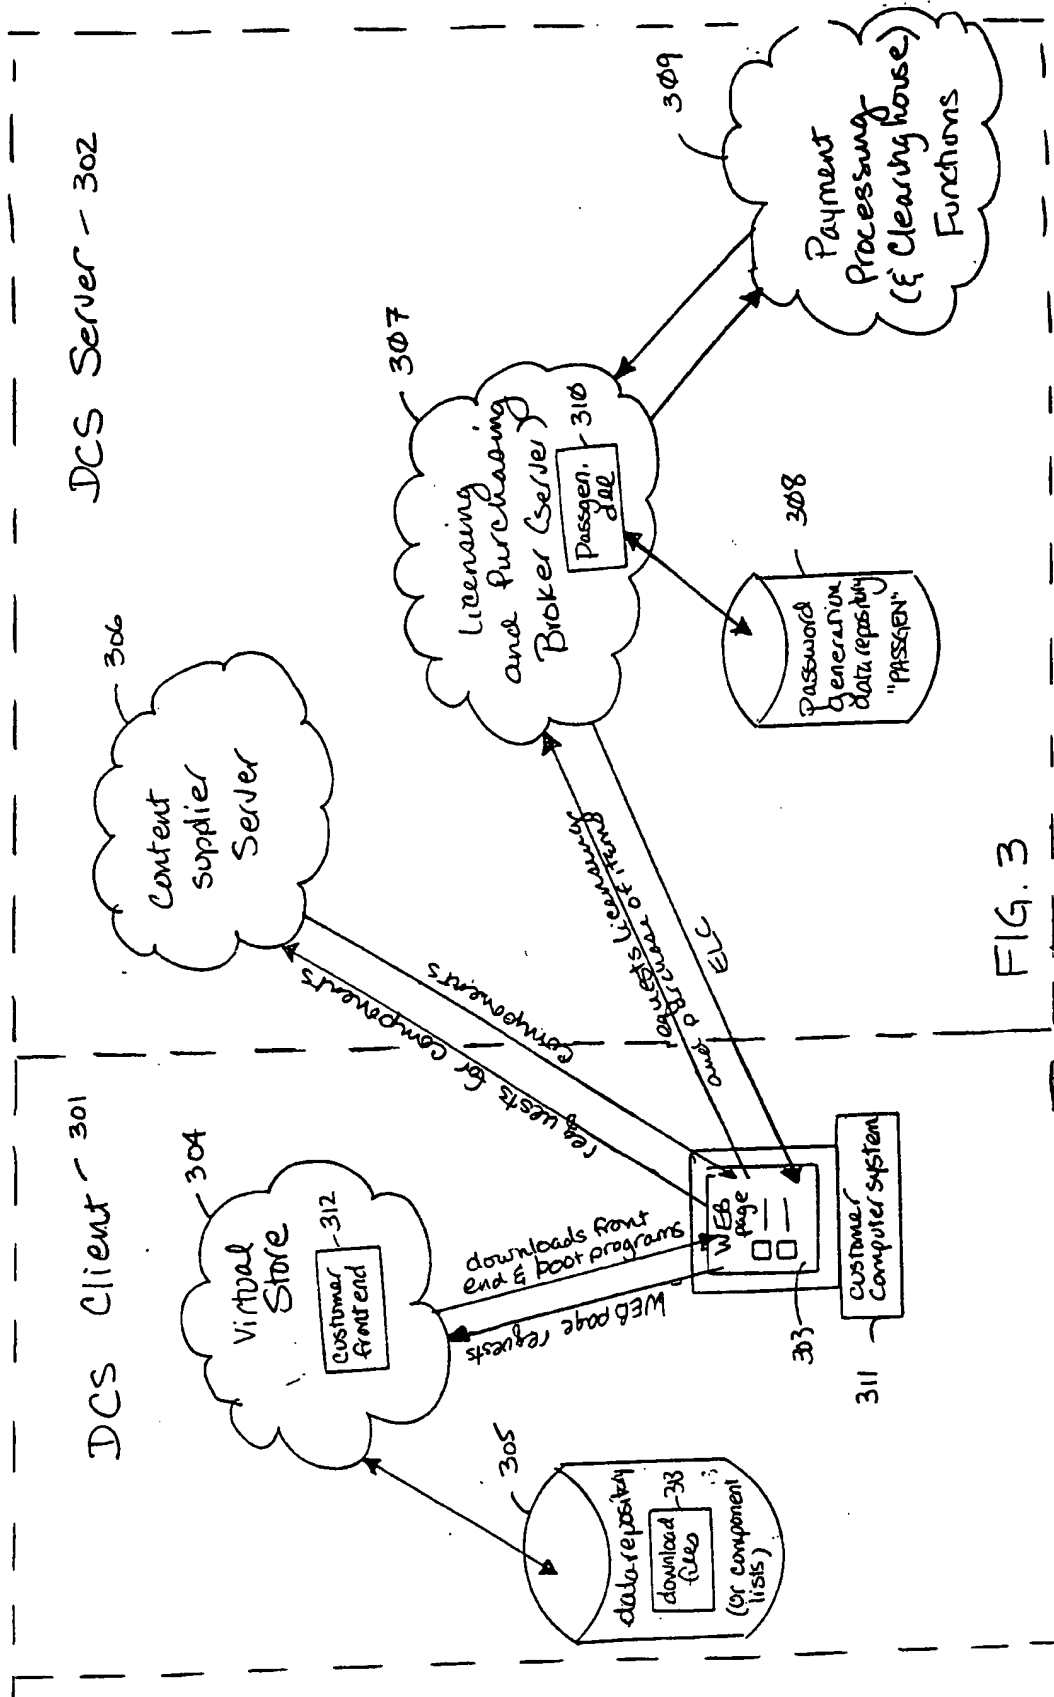 DCS Client - 301
DCS Server - 302
304
Virtual
Store
312
Customer
frontend
305
data repository
313
download
files
(or component
lists)
downloads front
end & boot programs
WEB page requests
WEB
page
303
Customer
Computer system
311
requests for components
components
306
Content
supplier
Server
requests licensing
and purchase of items
ELC
307
Licensing
and Purchasing
Broker (server)
Passgen.
dll
310
308
Password
generation
data repository
"PASSGEN"
309
Payment
Processing
(& Clearinghouse)
Functions
FIG. 3